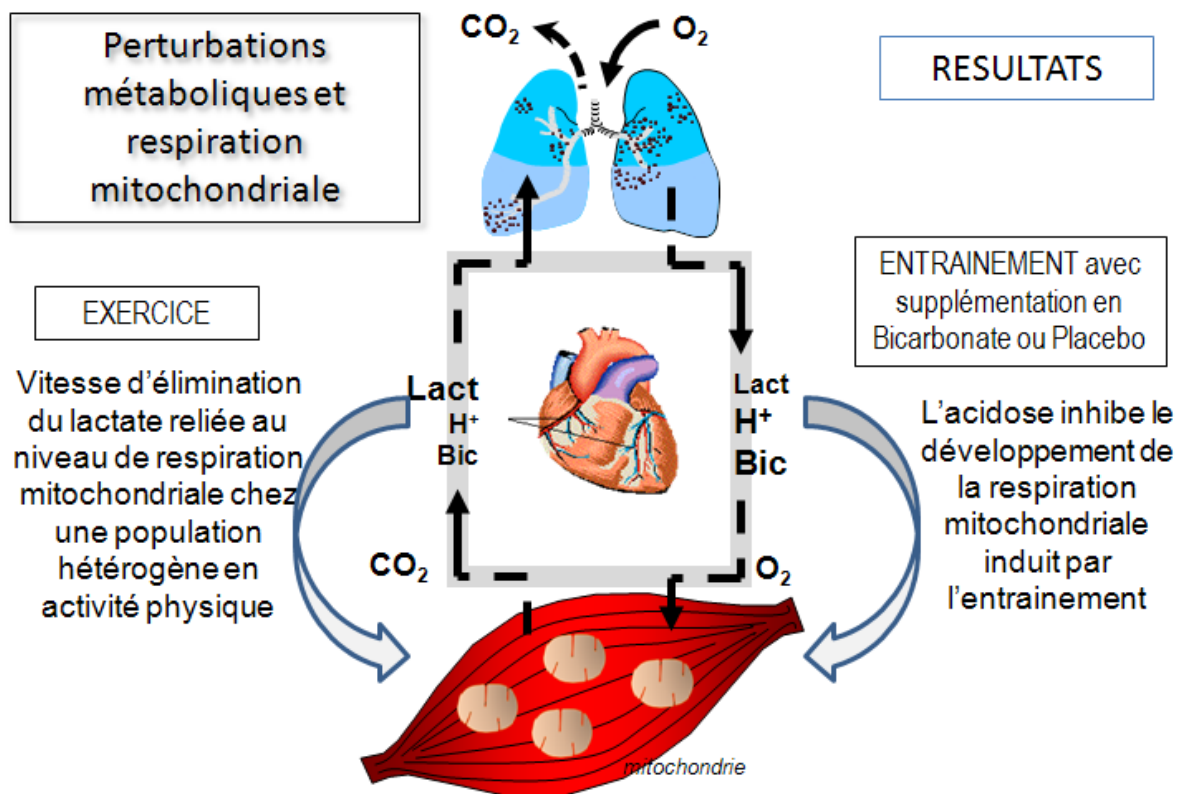 Perturbations
métaboliques et
respiration
mitochondriale
CO₂
O₂
RESULTATS
EXERCICE
Vitesse d’élimination
du lactate reliée au
niveau de respiration
mitochondriale chez
une population
hétérogène en
activité physique
Lact
H⁺
Bic
CO₂
Lact
H⁺
Bic
O₂
ENTRAINEMENT avec
supplémentation en
Bicarbonate ou Placebo
L’acidose inhibe le
développement de
la respiration
mitochondriale
induit par
l’entrainement
mitochondrie